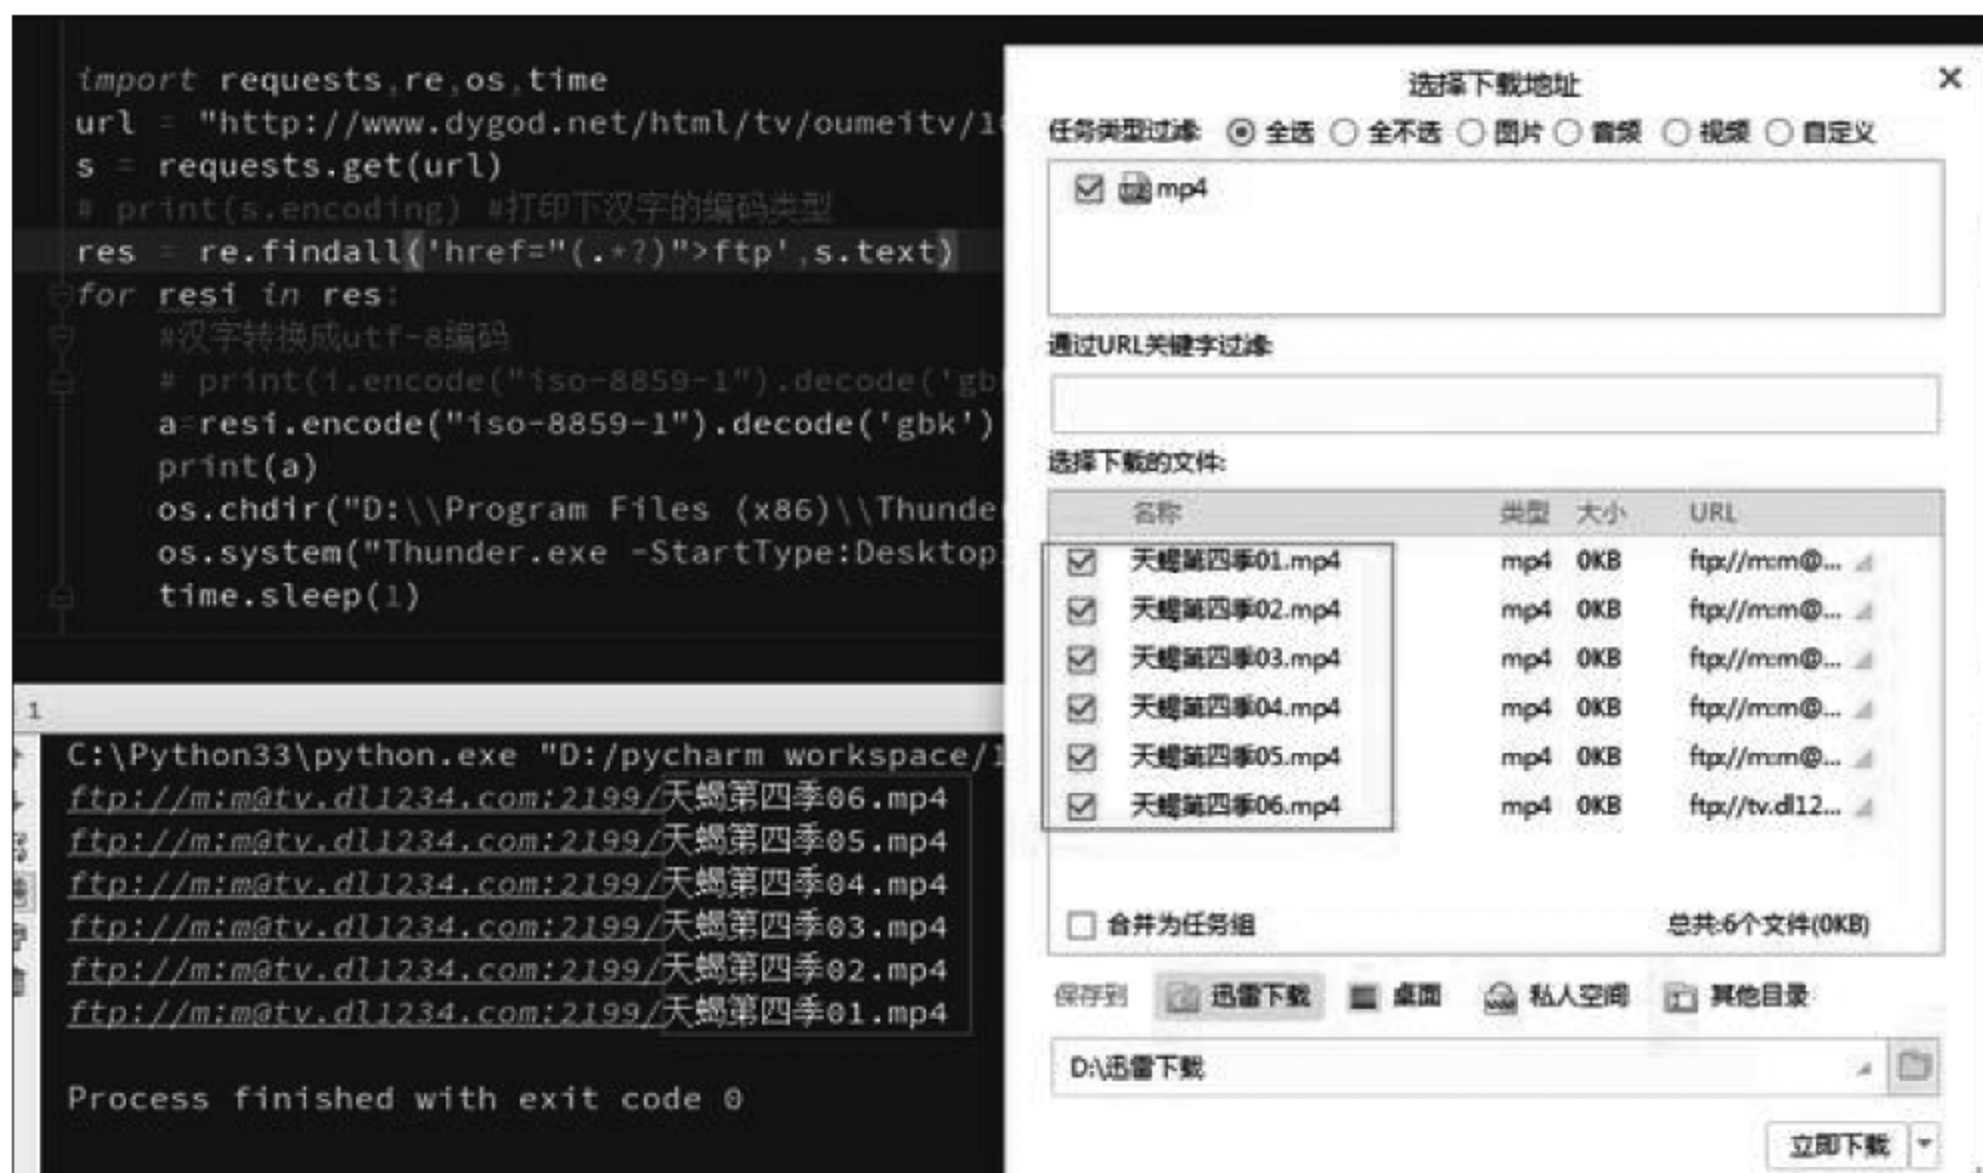 import requests,re,os,time
url = "http://www.dygod.net/html/tv/oumeitv/1
s = requests.get(url)
# print(s.encoding) #打印下汉字的编码类型
res = re.findall('href="(.*?)">ftp',s.text)
for resi in res:
#汉字转换成utf-8编码
# print(i.encode("iso-8859-1").decode('gb
a=resi.encode("iso-8859-1").decode('gbk')
print(a)
os.chdir("D:\\Program Files (x86)\\Thunde
os.system("Thunder.exe -StartType:Desktop
time.sleep(1)
1
C:\Python33\python.exe "D:/pycharm workspace/1
ftp://m:m@tv.dl1234.com:2199/天蝎第四季06.mp4
ftp://m:m@tv.dl1234.com:2199/天蝎第四季05.mp4
ftp://m:m@tv.dl1234.com:2199/天蝎第四季04.mp4
ftp://m:m@tv.dl1234.com:2199/天蝎第四季03.mp4
ftp://m:m@tv.dl1234.com:2199/天蝎第四季02.mp4
ftp://m:m@tv.dl1234.com:2199/天蝎第四季01.mp4
Process finished with exit code 0
选择下载地址
任务类型过滤: 全选 全不选 图片 音频 视频 自定义
mp4
通过URL关键字过滤:
选择下载的文件:
名称 类型 大小 URL
天蝎第四季01.mp4 mp4 0KB ftp://m:m@...
天蝎第四季02.mp4 mp4 0KB ftp://m:m@...
天蝎第四季03.mp4 mp4 0KB ftp://m:m@...
天蝎第四季04.mp4 mp4 0KB ftp://m:m@...
天蝎第四季05.mp4 mp4 0KB ftp://m:m@...
天蝎第四季06.mp4 mp4 0KB ftp://tv.dl12...
合并为任务组 总共:6个文件(0KB)
保存到 迅雷下载 桌面 私人空间 其他目录
D:\迅雷下载
立即下载